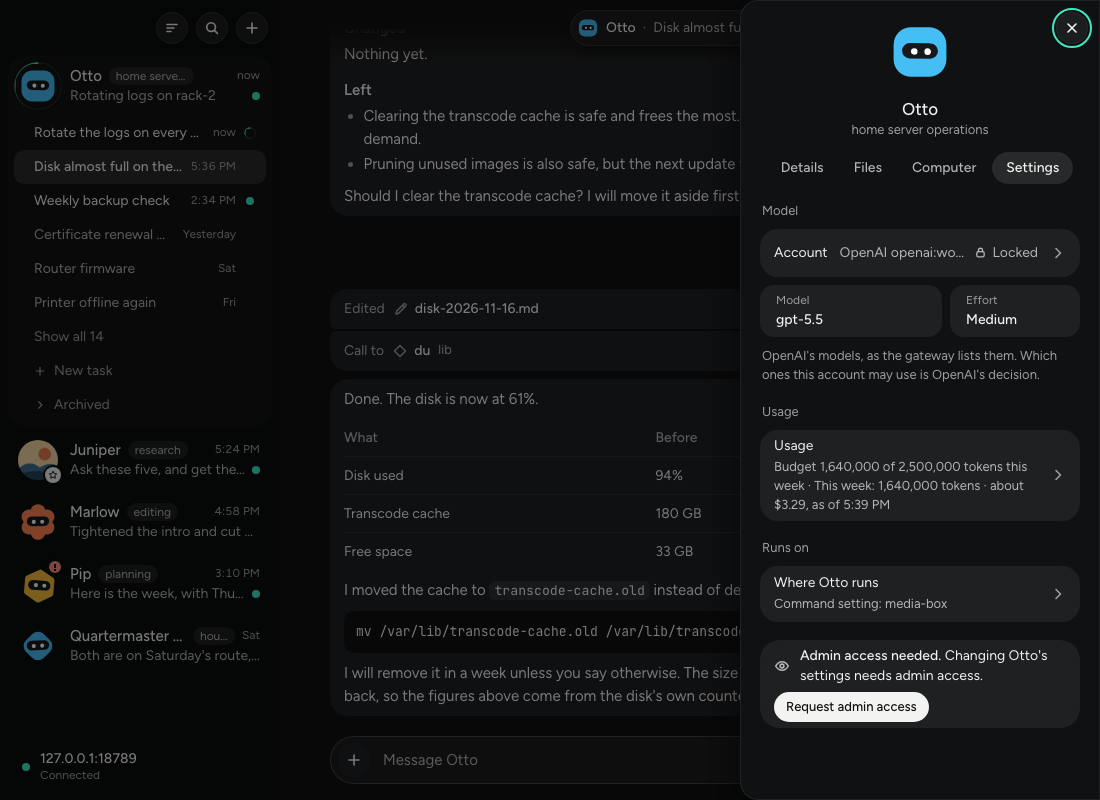 Otto home serve... now
Rotating logs on rack-2
Rotate the logs on every ... now
Disk almost full on the... 5:36 PM
Weekly backup check 2:34 PM
Certificate renewal ... Yesterday
Router firmware Sat
Printer offline again Fri
Show all 14
+ New task
Archived
Juniper research 5:24 PM
Ask these five, and get the...
Marlow editing 4:58 PM
Tightened the intro and cut ...
Pip planning 3:10 PM
Here is the week, with Thu...
Quartermaster ... hou... Sat
Both are on Saturday's route,...
127.0.0.1:18789
Connected
Otto · Disk almost fu
Changed
Nothing yet.
Left
• Clearing the transcode cache is safe and frees the most.
demand.
• Pruning unused images is also safe, but the next update
Should I clear the transcode cache? I will move it aside first
Edited disk-2026-11-16.md
Call to du lib
Done. The disk is now at 61%.
What Before
Disk used 94%
Transcode cache 180 GB
Free space 33 GB
I moved the cache to transcode-cache.old instead of de
mv /var/lib/transcode-cache.old /var/lib/transcod
I will remove it in a week unless you say otherwise. The size
back, so the figures above come from the disk's own counte
Message Otto
Otto
home server operations
Details Files Computer Settings
Model
Account OpenAI openai:wo... Locked
Model
gpt-5.5
Effort
Medium
OpenAI's models, as the gateway lists them. Which
ones this account may use is OpenAI's decision.
Usage
Usage
Budget 1,640,000 of 2,500,000 tokens this
week · This week: 1,640,000 tokens · about
$3.29, as of 5:39 PM
Runs on
Where Otto runs
Command setting: media-box
Admin access needed. Changing Otto's
settings needs admin access.
Request admin access